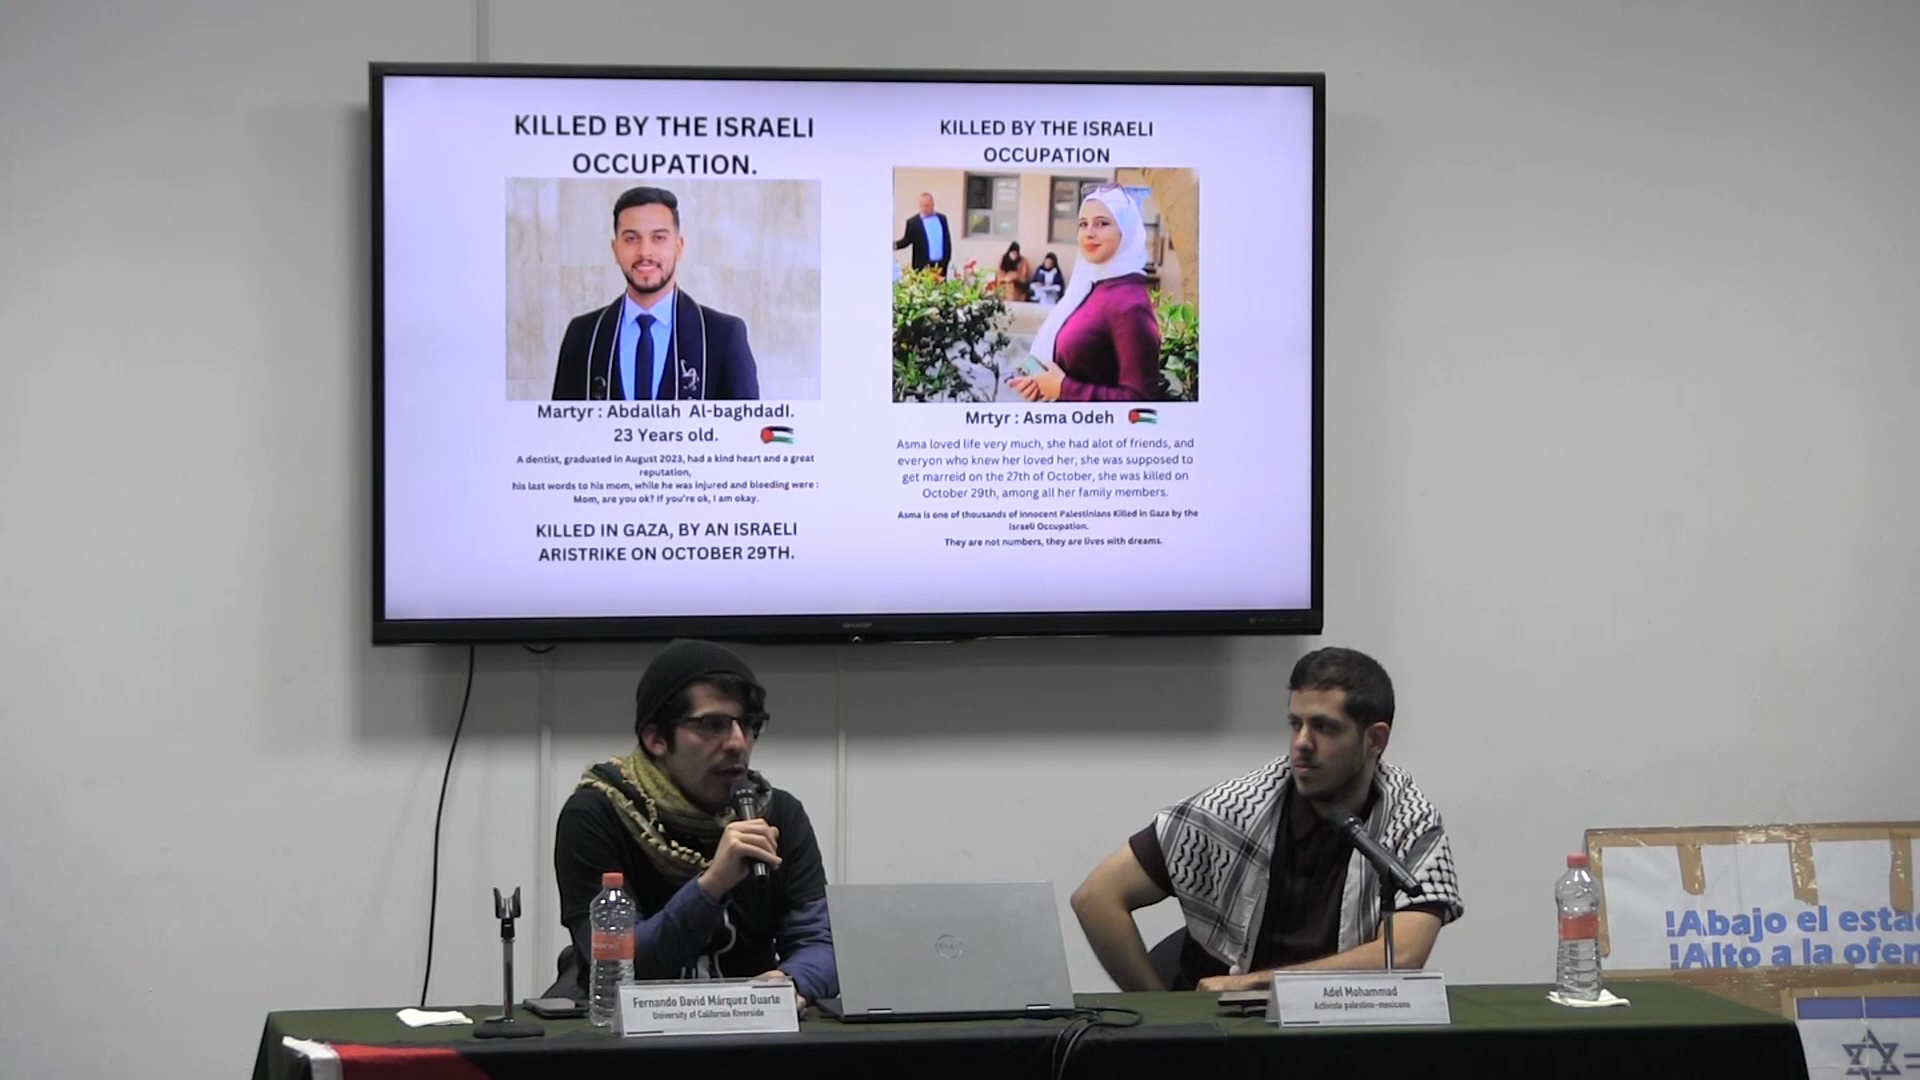 KILLED BY THE ISRAELI
OCCUPATION.
Martyr : Abdallah Al-baghdadI.
23 Years old.
A dentist, graduated in August 2023, had a kind heart and a great
reputation,
his last words to his mom, while he was injured and bleeding were :
Mom, are you ok? If you're ok, I am okay.
KILLED IN GAZA, BY AN ISRAELI
ARISTRIKE ON OCTOBER 29TH.
KILLED BY THE ISRAELI
OCCUPATION
Mrtyr : Asma Odeh
Asma loved life very much, she had alot of friends, and
everyon who knew her loved her, she was supposed to
get marreid on the 27th of October, she was killed on
October 29th, among all her family members.
Asma is one of thousands of innocent Palestinians Killed in Gaza by the
Israeli Occupation.
They are not numbers, they are lives with dreams.
SHARP
DELL
Fernando David Márquez Duarte
University of California Riverside
Adel Mohammad
Activista palestino-mexicano
!Abajo el esta
!Alto a la ofen